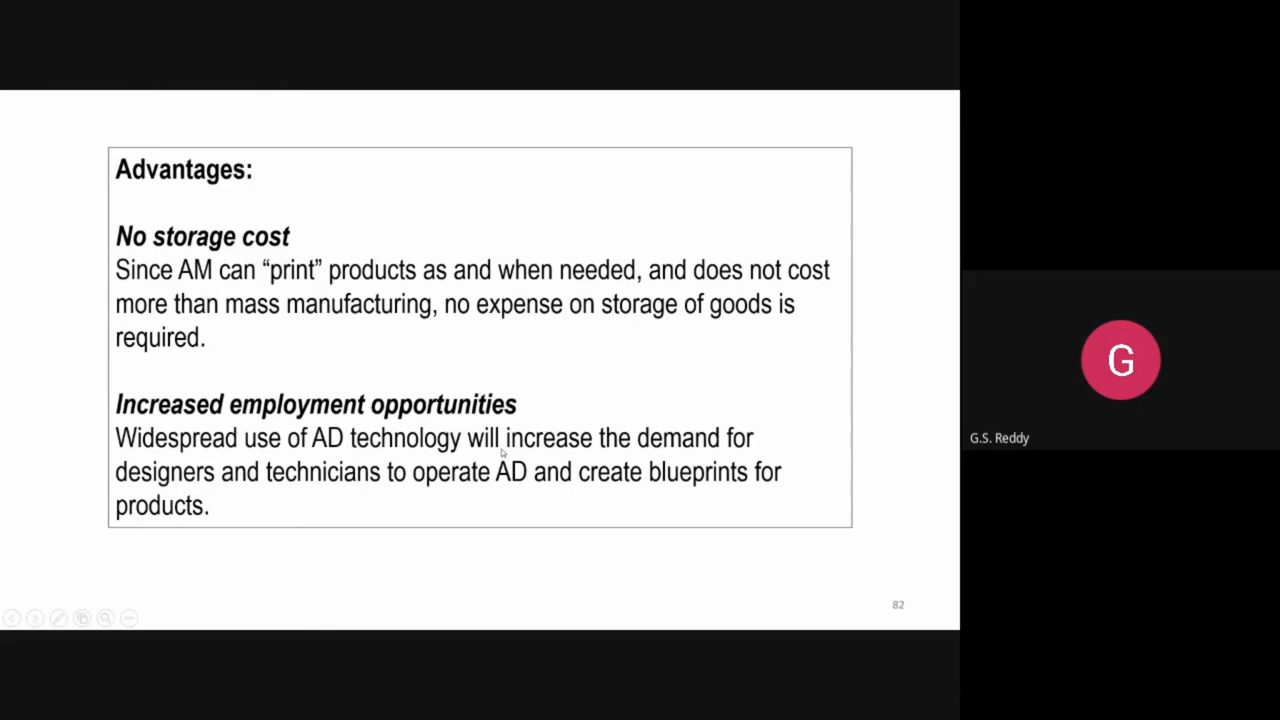 Advantages:
No storage cost
Since AM can “print” products as and when needed, and does not cost
more than mass manufacturing, no expense on storage of goods is
required.
Increased employment opportunities
Widespread use of AD technology will increase the demand for
designers and technicians to operate AD and create blueprints for
products.
82
G
G.S. Reddy